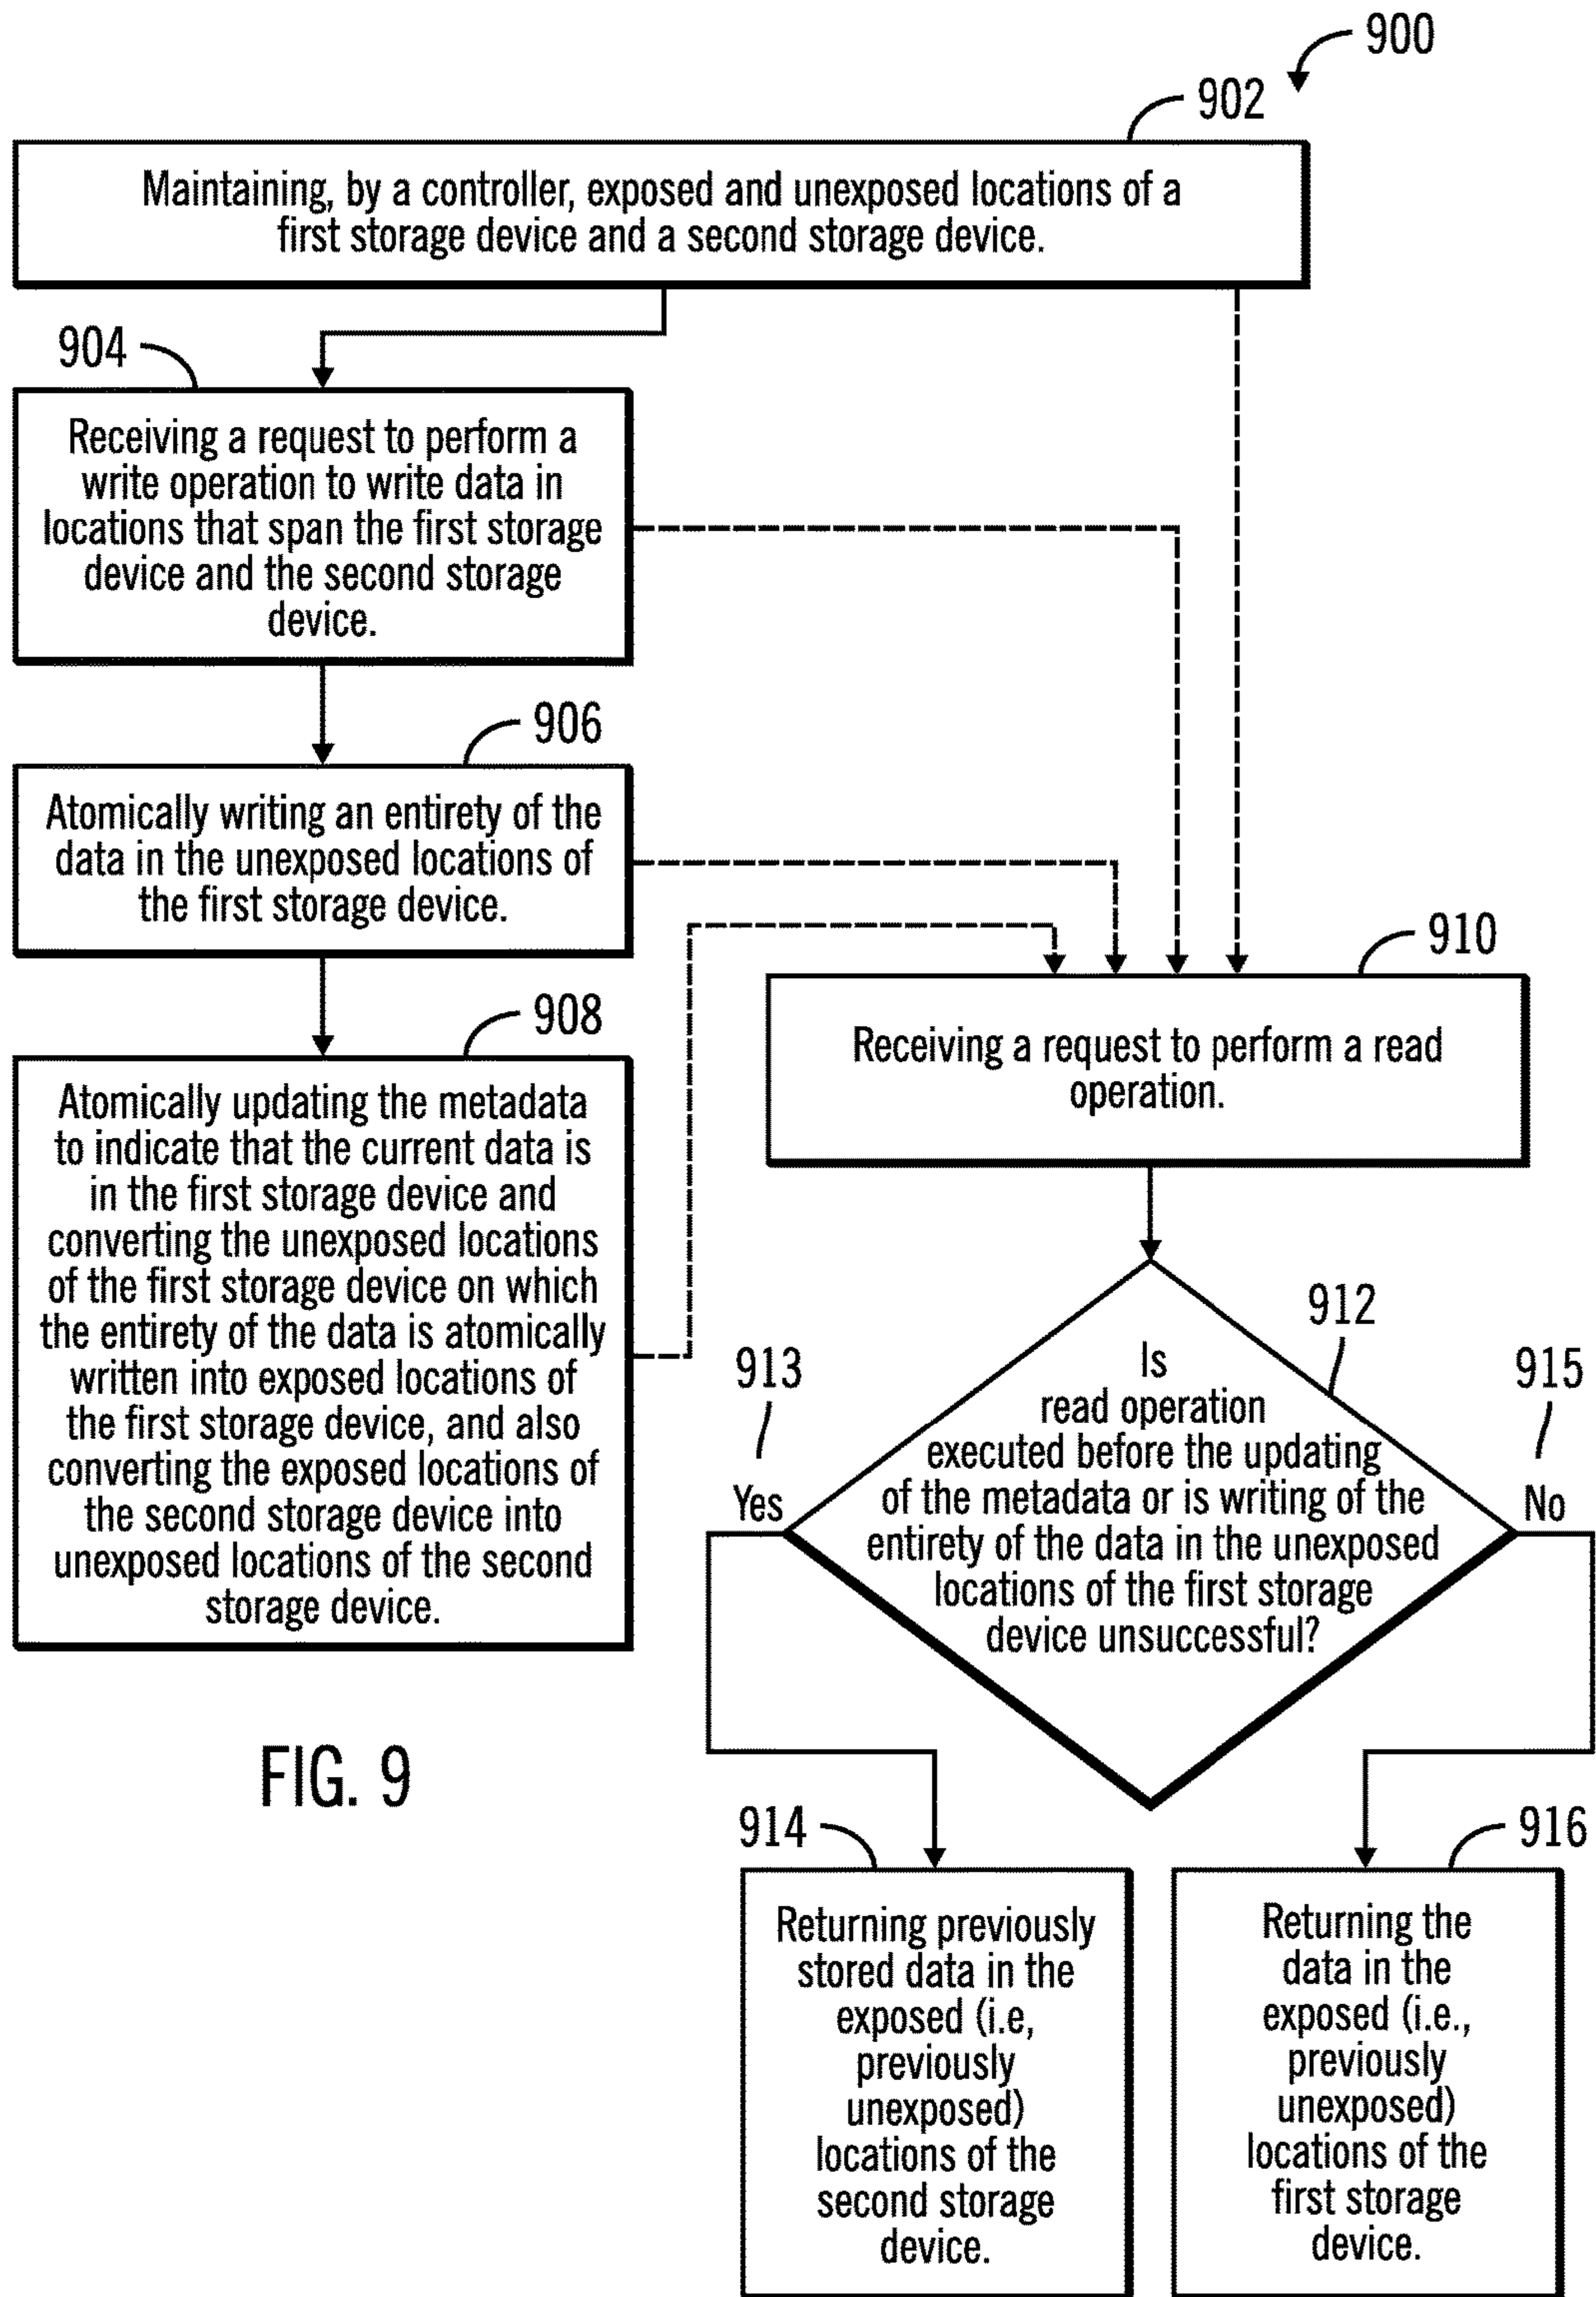 900
902
Maintaining, by a controller, exposed and unexposed locations of a
first storage device and a second storage device.
904
Receiving a request to perform a
write operation to write data in
locations that span the first storage
device and the second storage
device.
906
Atomically writing an entirety of the
data in the unexposed locations of
the first storage device.
908
Atomically updating the metadata
to indicate that the current data is
in the first storage device and
converting the unexposed locations
of the first storage device on which
the entirety of the data is atomically
written into exposed locations of
the first storage device, and also
converting the exposed locations of
the second storage device into
unexposed locations of the second
storage device.
910
Receiving a request to perform a read
operation.
912
Is
read operation
executed before the updating
of the metadata or is writing of the
entirety of the data in the unexposed
locations of the first storage
device unsuccessful?
913
Yes
915
No
914
Returning previously
stored data in the
exposed (i.e,
previously
unexposed)
locations of the
second storage
device.
916
Returning the
data in the
exposed (i.e.,
previously
unexposed)
locations of the
first storage
device.
FIG. 9